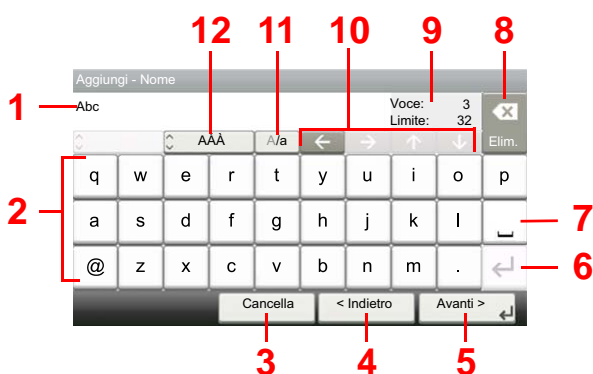 12 11 10 9 8
Aggiungi - Nome
1 Abc Voce: 3
Limite: 32
AÀÁ A/a ← → ↑ ↓ Elim.
q w e r t y u i o p
2 a s d f g h j k l 7
@ z x c v b n m . 6
Cancella < Indietro Avanti >
3 4 5